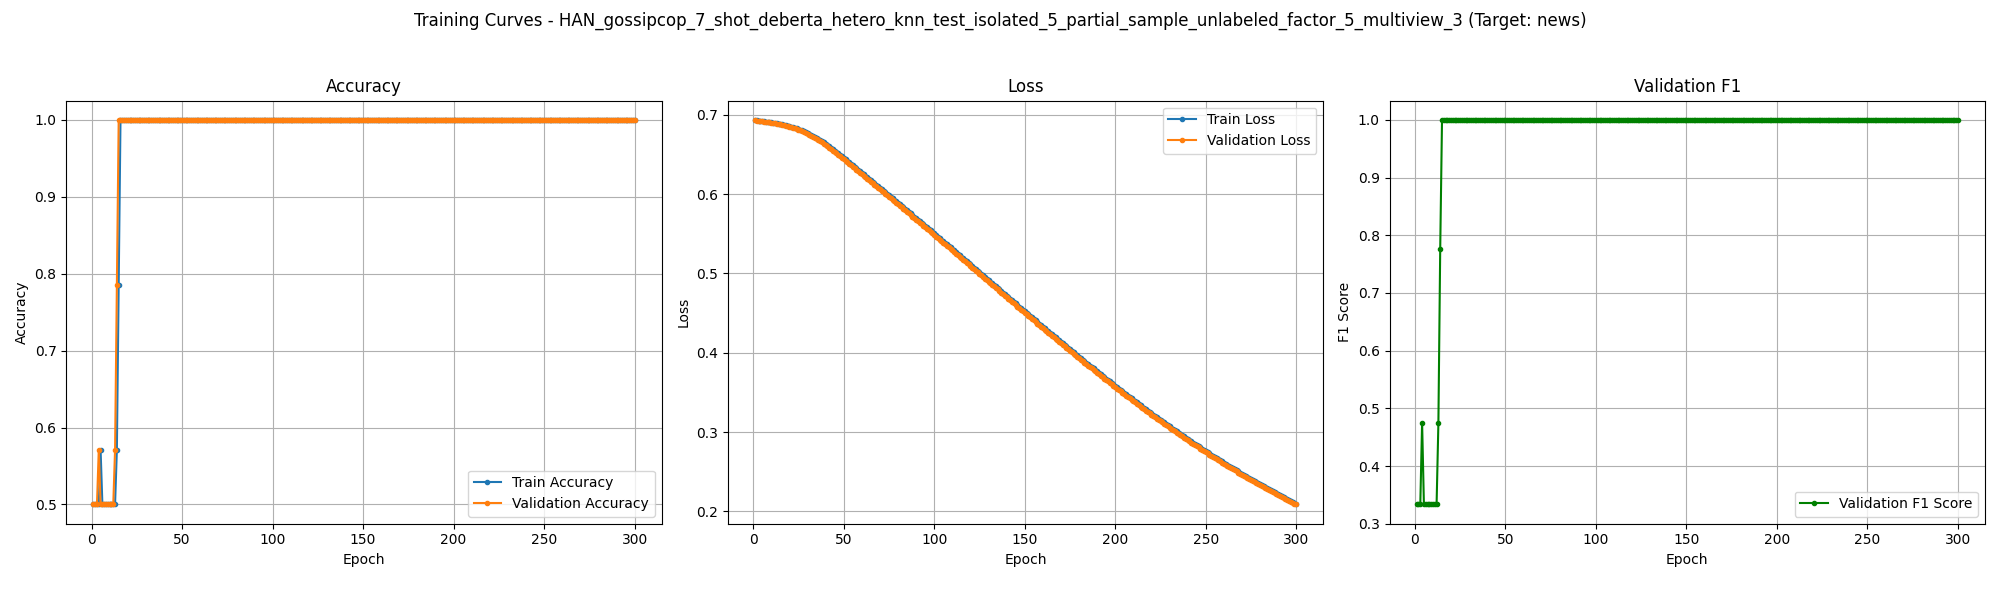 Training Curves - HAN_gossipcop_7_shot_deberta_hetero_knn_test_isolated_5_partial_sample_unlabeled_factor_5_multiview_3 (Target: news)
Accuracy
1.0
0.9
0.8
0.7
0.6
0.5
Accuracy
0 50 100 150 200 250 300
Epoch
Train Accuracy
Validation Accuracy
Loss
0.7
0.6
0.5
0.4
0.3
0.2
Loss
0 50 100 150 200 250 300
Epoch
Train Loss
Validation Loss
Validation F1
1.0
0.9
0.8
0.7
0.6
0.5
0.4
0.3
F1 Score
0 50 100 150 200 250 300
Epoch
Validation F1 Score